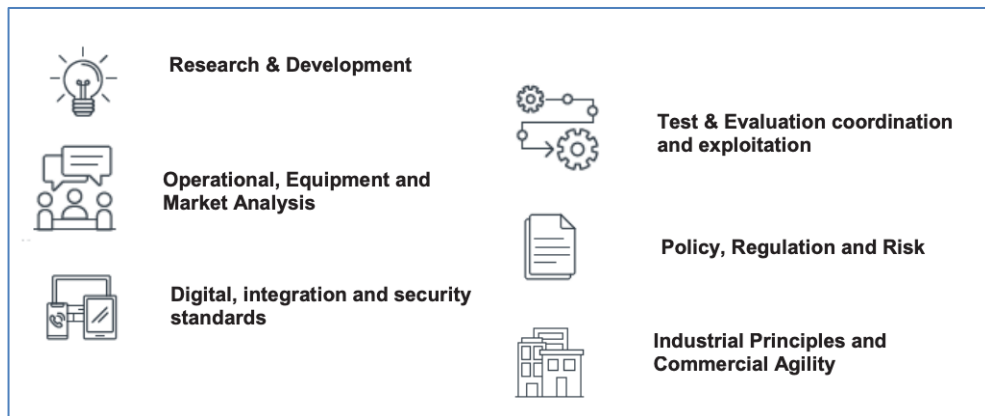 Research & Development
Operational, Equipment and
Market Analysis
Digital, integration and security
standards
Test & Evaluation coordination
and exploitation
Policy, Regulation and Risk
Industrial Principles and
Commercial Agility